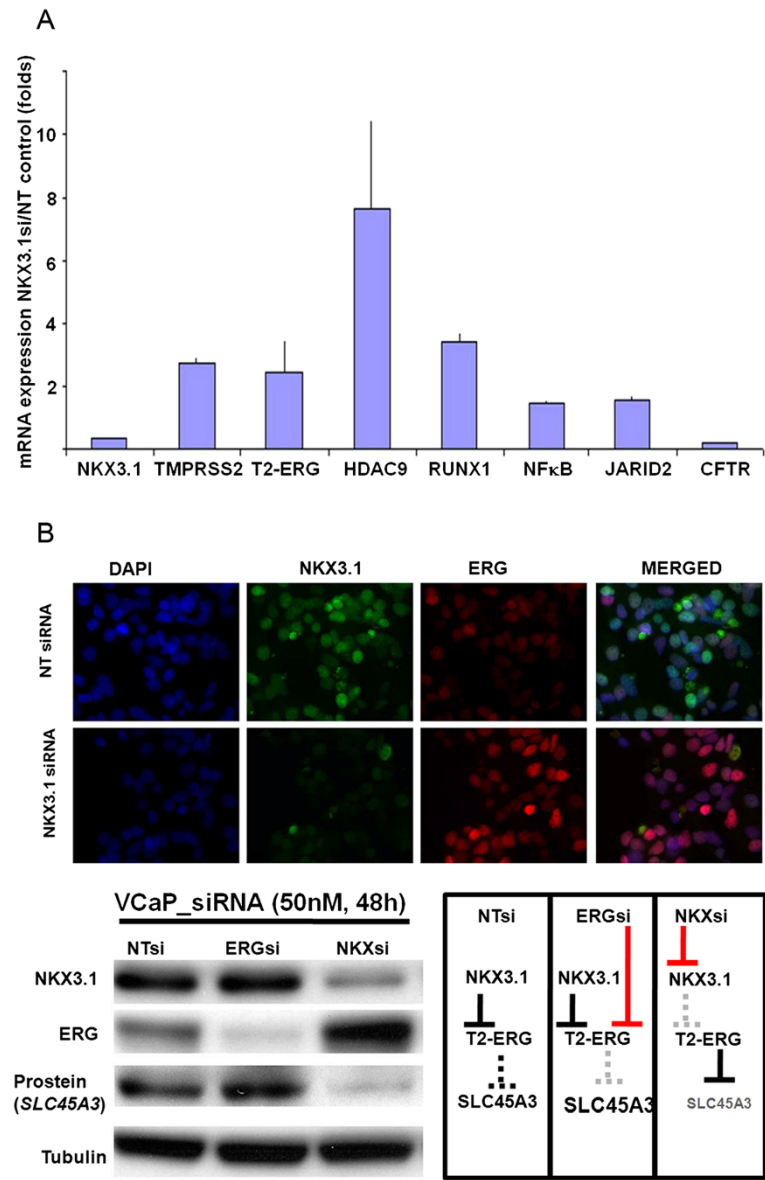 A
mRNA expression NKX3.1si/NT control (folds)
10
8
6
4
2
NKX3.1 TMPRSS2 T2-ERG HDAC9 RUNX1 NFκB JARID2 CFTR
B
DAPI NKX3.1 ERG MERGED
NT siRNA
NKX3.1 siRNA
VCaP_siRNA (50nM, 48h)
NTsi ERGsi NKXsi
NKX3.1
ERG
Prostein
(SLC45A3)
Tubulin
NTsi ERGsi NKXsi
NKX3.1 NKX3.1 NKX3.1
T2-ERG T2-ERG T2-ERG
SLC45A3 SLC45A3 SLC45A3